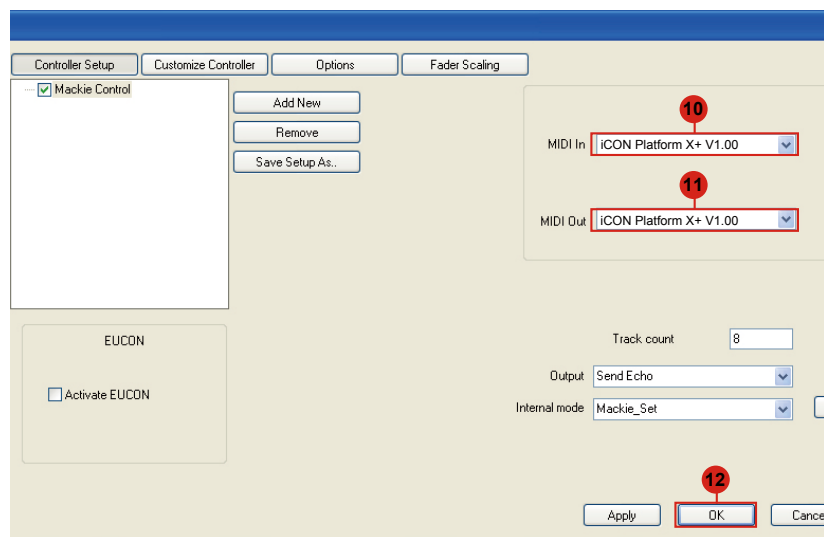 Controller Setup Customize Controller Options Fader Scaling
Mackie Control
Add New
Remove
Save Setup As..
10
MIDI In iCON Platform X+ V1.00
11
MIDI Out iCON Platform X+ V1.00
EUCON
Activate EUCON
Track count 8
Output Send Echo
Internal mode Mackie_Set
12
Apply OK Cance